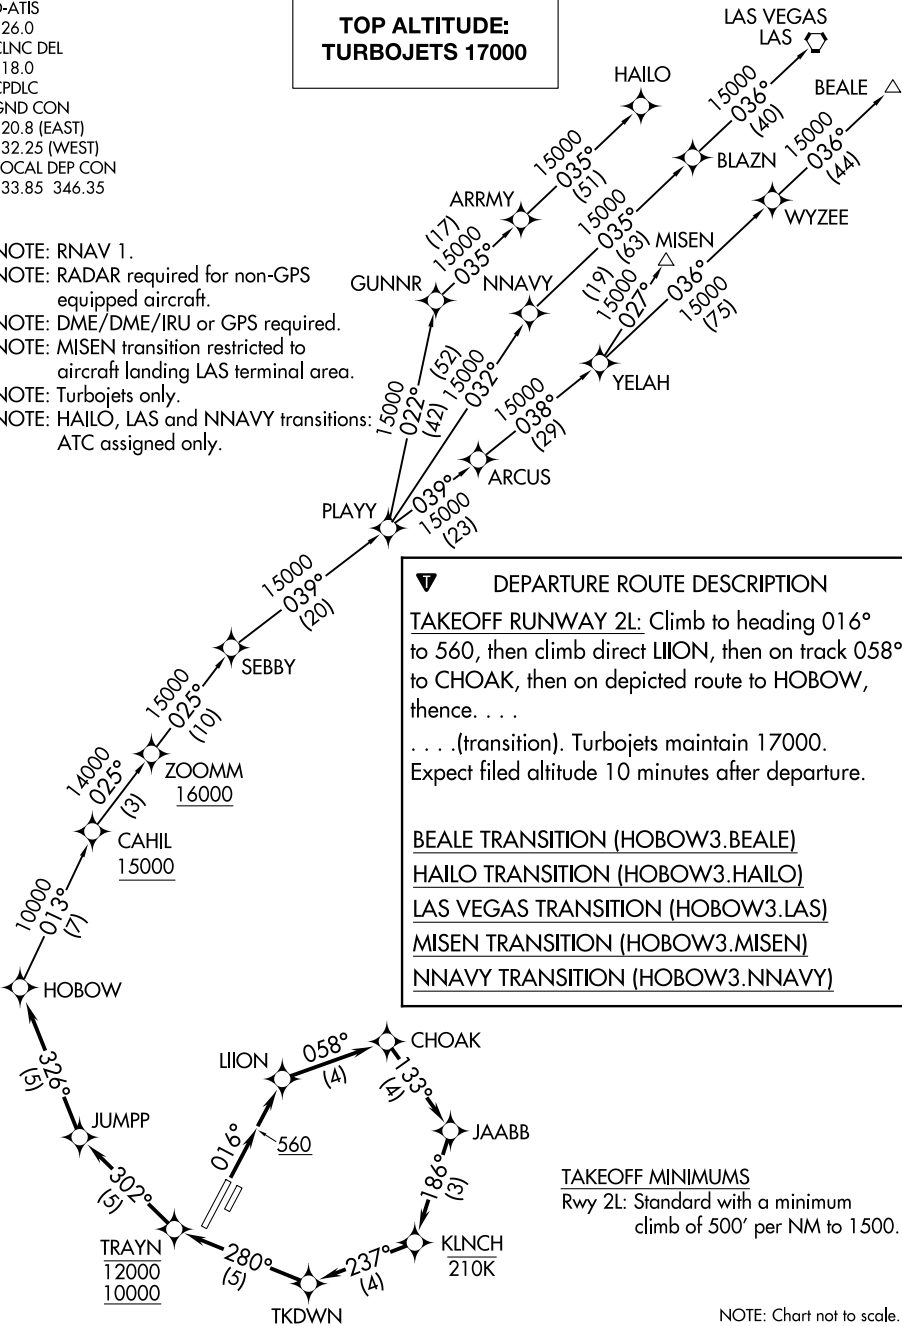 D-ATIS
26.0
CLNC DEL
18.0
CPDLC
GND CON
20.8 (EAST)
32.25 (WEST)
LOCAL DEP CON
33.85 346.35
TOP ALTITUDE:
TURBOJETS 17000
LAS VEGAS
LAS
HAILO
BEALE
15000
036°
(40)
15000
036°
(44)
BLAZN
15000
035°
(51)
ARRMY
WYZEE
(17)
15000
035°
15000
035°
(63)
MISEN
GUNNR
NNAVY
(19)
15000
027°
036°
15000
(75)
NOTE: RNAV 1.
NOTE: RADAR required for non-GPS
equipped aircraft.
NOTE: DME/DME/IRU or GPS required.
NOTE: MISEN transition restricted to
aircraft landing LAS terminal area.
NOTE: Turbojets only.
NOTE: HAILO, LAS and NNAVY transitions:
ATC assigned only.
15000
022°
(42)
(52)
15000
032°
YELAH
15000
038°
(29)
ARCUS
PLAYY
039°
15000
(23)
15000
039°
(20)
SEBBY
15000
025°
(10)
ZOOMM
16000
14000
025°
(3)
CAHIL
15000
10000
013°
(7)
HOBOW
T
DEPARTURE ROUTE DESCRIPTION
TAKEOFF RUNWAY 2L: Climb to heading 016°
to 560, then climb direct LIION, then on track 058°
to CHOAK, then on depicted route to HOBOW,
thence. . . .
. . . .(transition). Turbojets maintain 17000.
Expect filed altitude 10 minutes after departure.
BEALE TRANSITION (HOBOW3.BEALE)
HAILO TRANSITION (HOBOW3.HAILO)
LAS VEGAS TRANSITION (HOBOW3.LAS)
MISEN TRANSITION (HOBOW3.MISEN)
NNAVY TRANSITION (HOBOW3.NNAVY)
LIION
058°
(4)
CHOAK
133°
(4)
326°
(5)
JUMPP
016°
560
JAABB
186°
(3)
302°
(5)
TRAYN
12000
10000
280°
(5)
TKDWN
237°
(4)
KLNCH
210K
TAKEOFF MINIMUMS
Rwy 2L: Standard with a minimum
climb of 500' per NM to 1500.
NOTE: Chart not to scale.